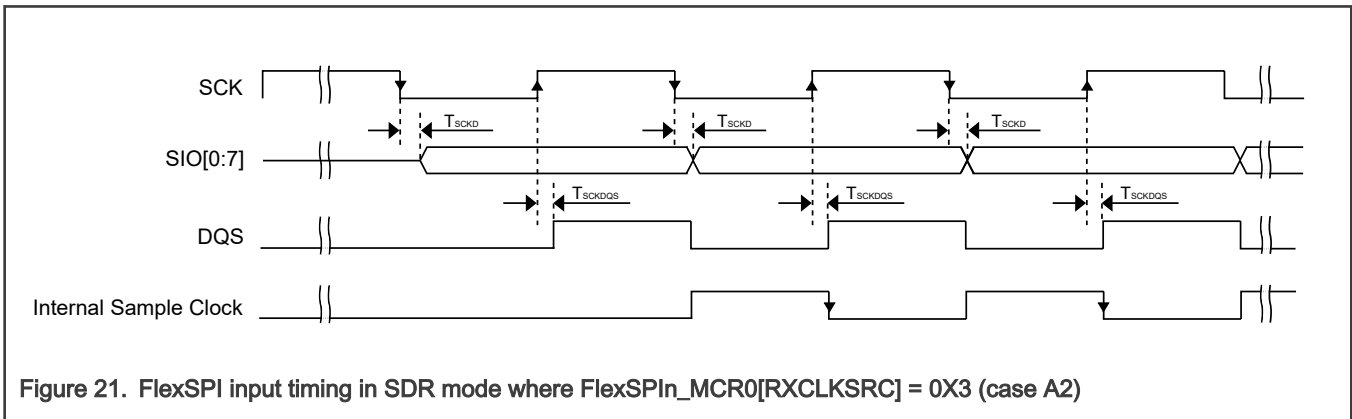 SCK
TSCKD TSCKD TSCKD
SIO[0:7]
TSCKDQS TSCKDQS TSCKDQS
DQS
Internal Sample Clock
Figure 21. FlexSPI input timing in SDR mode where FlexSPIn_MCR0[RXCLKSRC] = 0X3 (case A2)